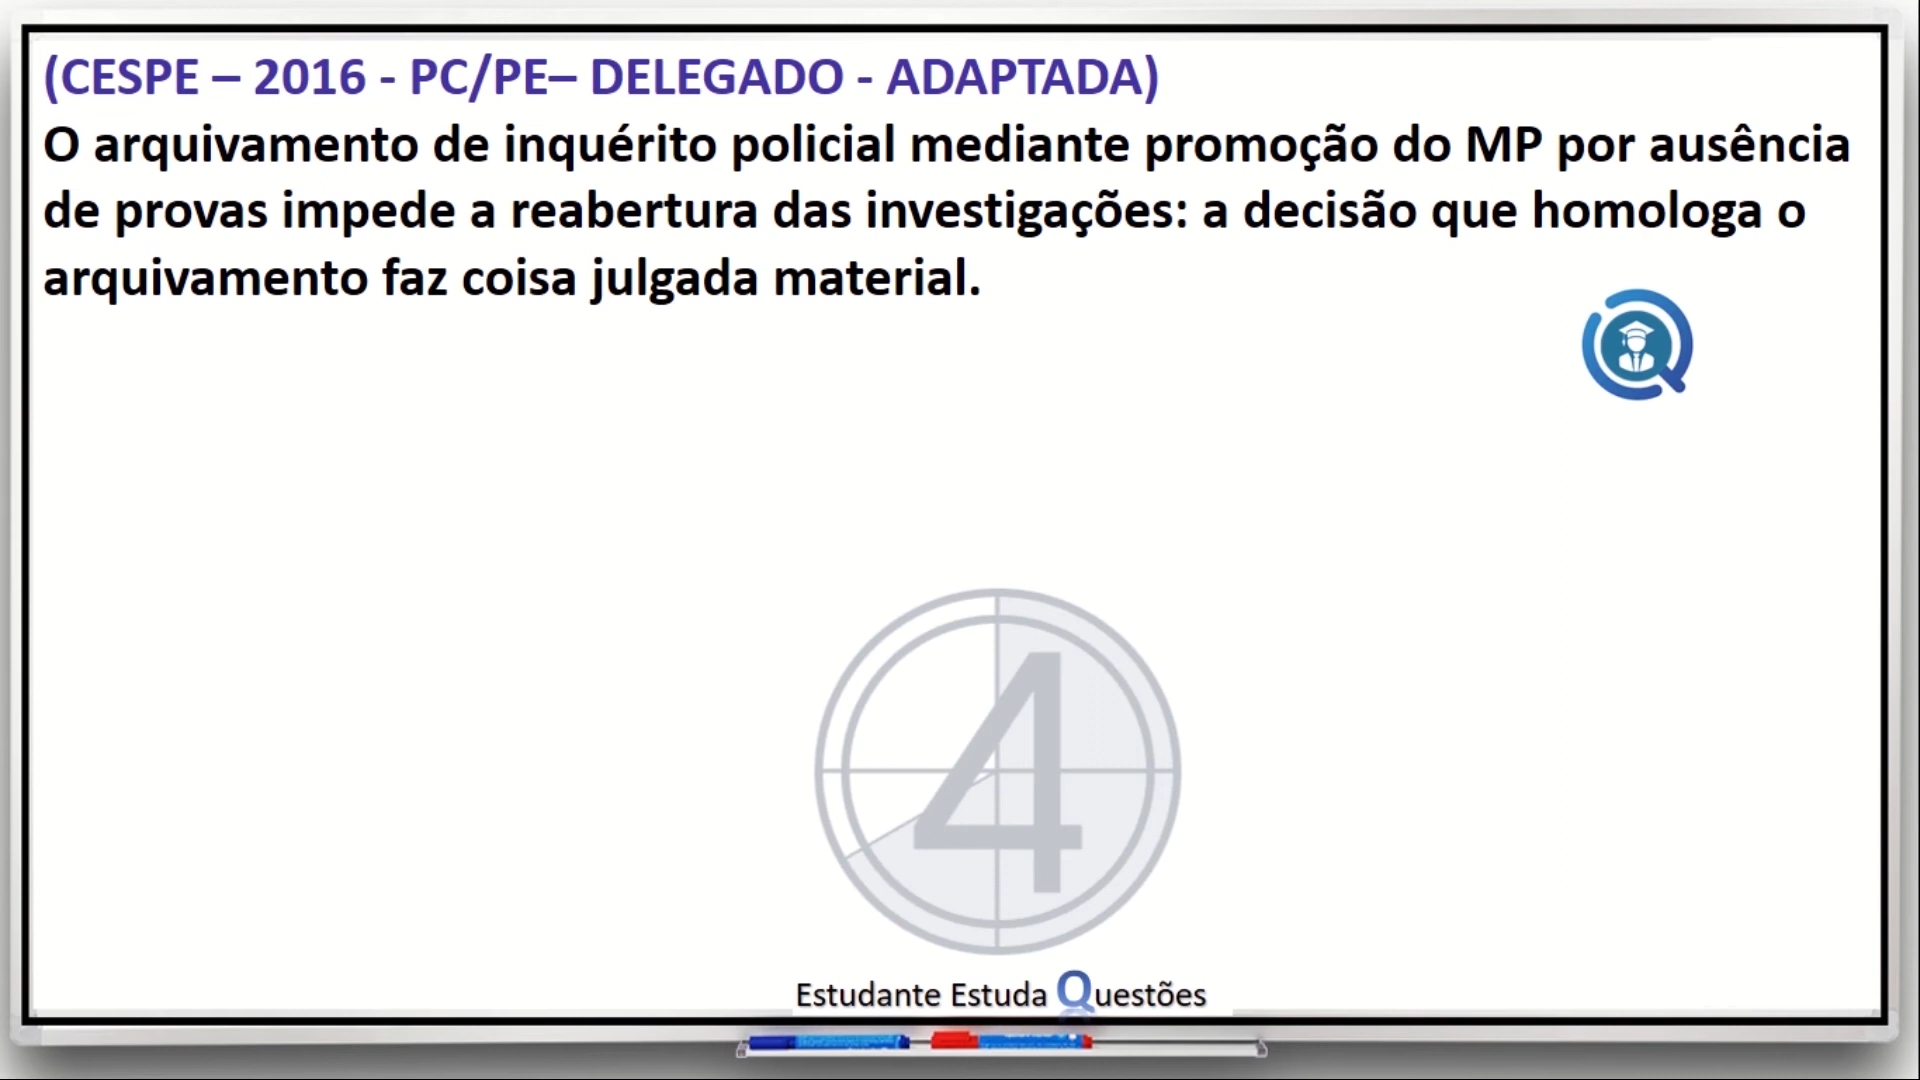 (CESPE – 2016 - PC/PE– DELEGADO - ADAPTADA)
O arquivamento de inquérito policial mediante promoção do MP por ausência
de provas impede a reabertura das investigações: a decisão que homologa o
arquivamento faz coisa julgada material.
4
Estudante Estuda Questões